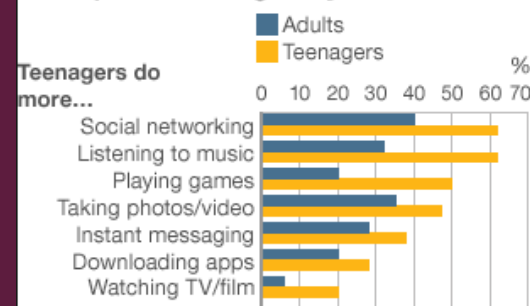 Adults
Teenagers
Teenagers do
more...
%
0 10 20 30 40 50 60 70
Social networking
Listening to music
Playing games
Taking photos/video
Instant messaging
Downloading apps
Watching TV/film